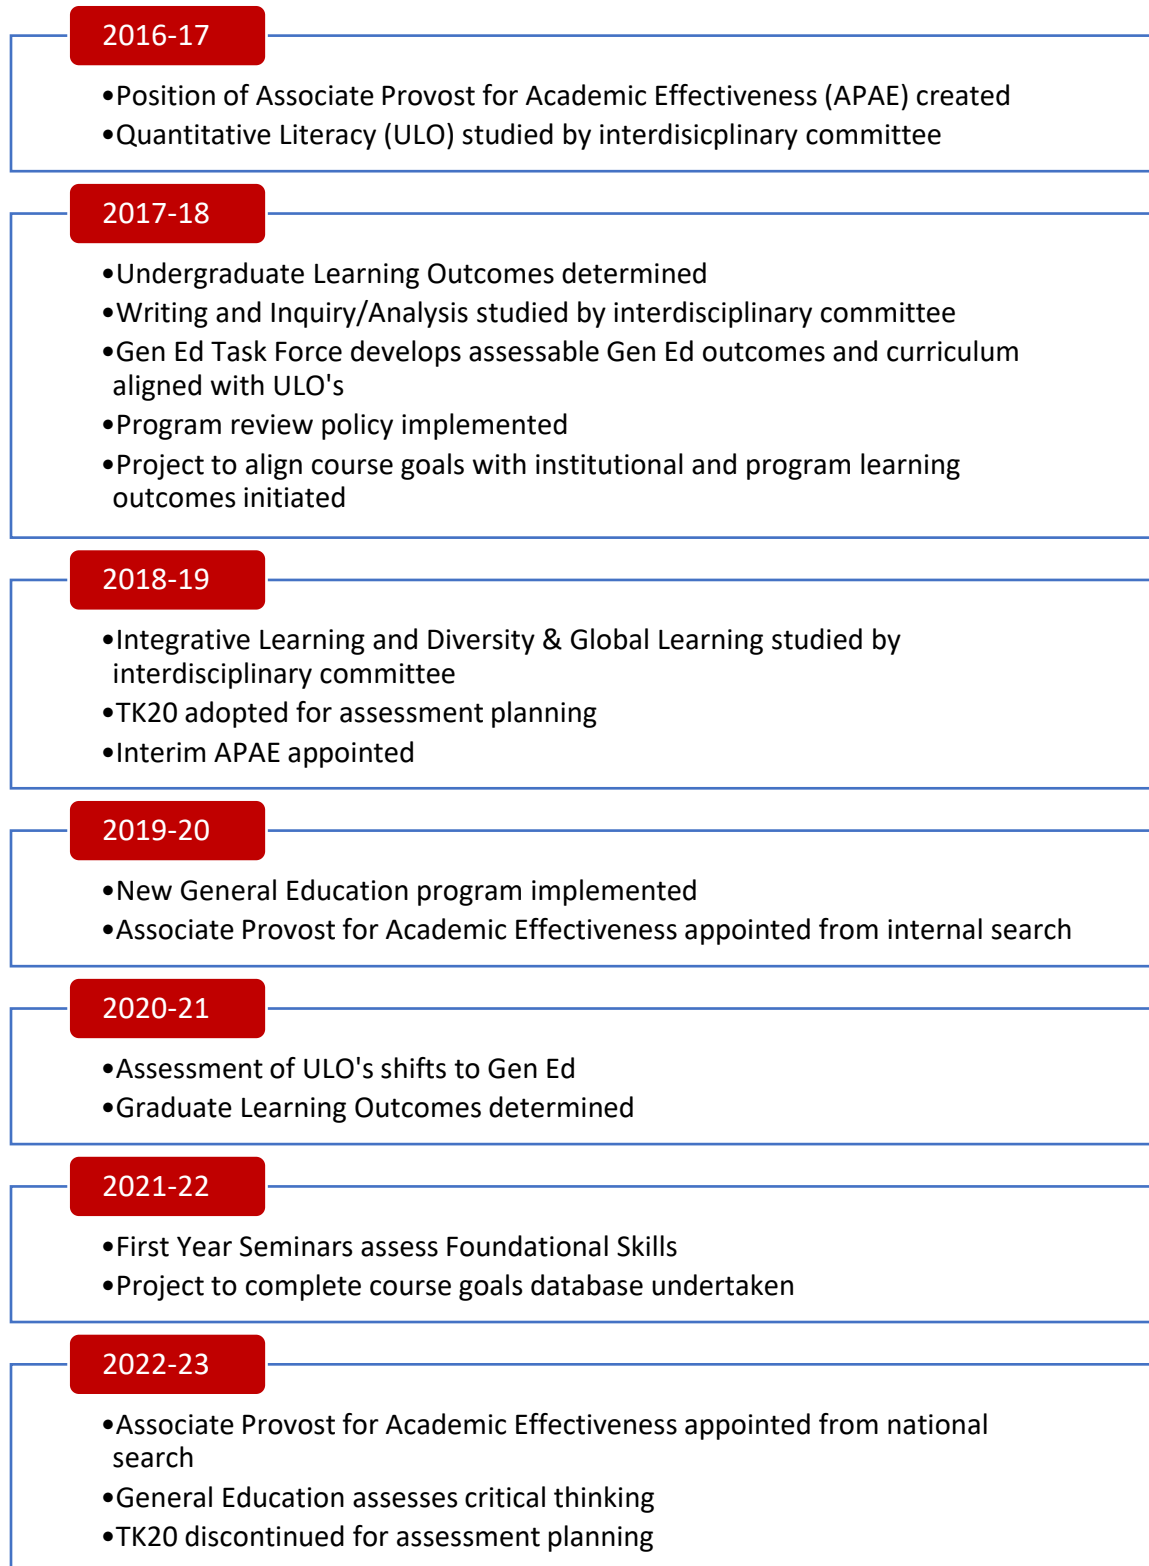 2016-17
•Position of Associate Provost for Academic Effectiveness (APAE) created
•Quantitative Literacy (ULO) studied by interdisicplinary committee
2017-18
•Undergraduate Learning Outcomes determined
•Writing and Inquiry/Analysis studied by interdisciplinary committee
•Gen Ed Task Force develops assessable Gen Ed outcomes and curriculum
aligned with ULO's
•Program review policy implemented
•Project to align course goals with institutional and program learning
outcomes initiated
2018-19
•Integrative Learning and Diversity & Global Learning studied by
interdisciplinary committee
•TK20 adopted for assessment planning
•Interim APAE appointed
2019-20
•New General Education program implemented
•Associate Provost for Academic Effectiveness appointed from internal search
2020-21
•Assessment of ULO's shifts to Gen Ed
•Graduate Learning Outcomes determined
2021-22
•First Year Seminars assess Foundational Skills
•Project to complete course goals database undertaken
2022-23
•Associate Provost for Academic Effectiveness appointed from national
search
•General Education assesses critical thinking
•TK20 discontinued for assessment planning